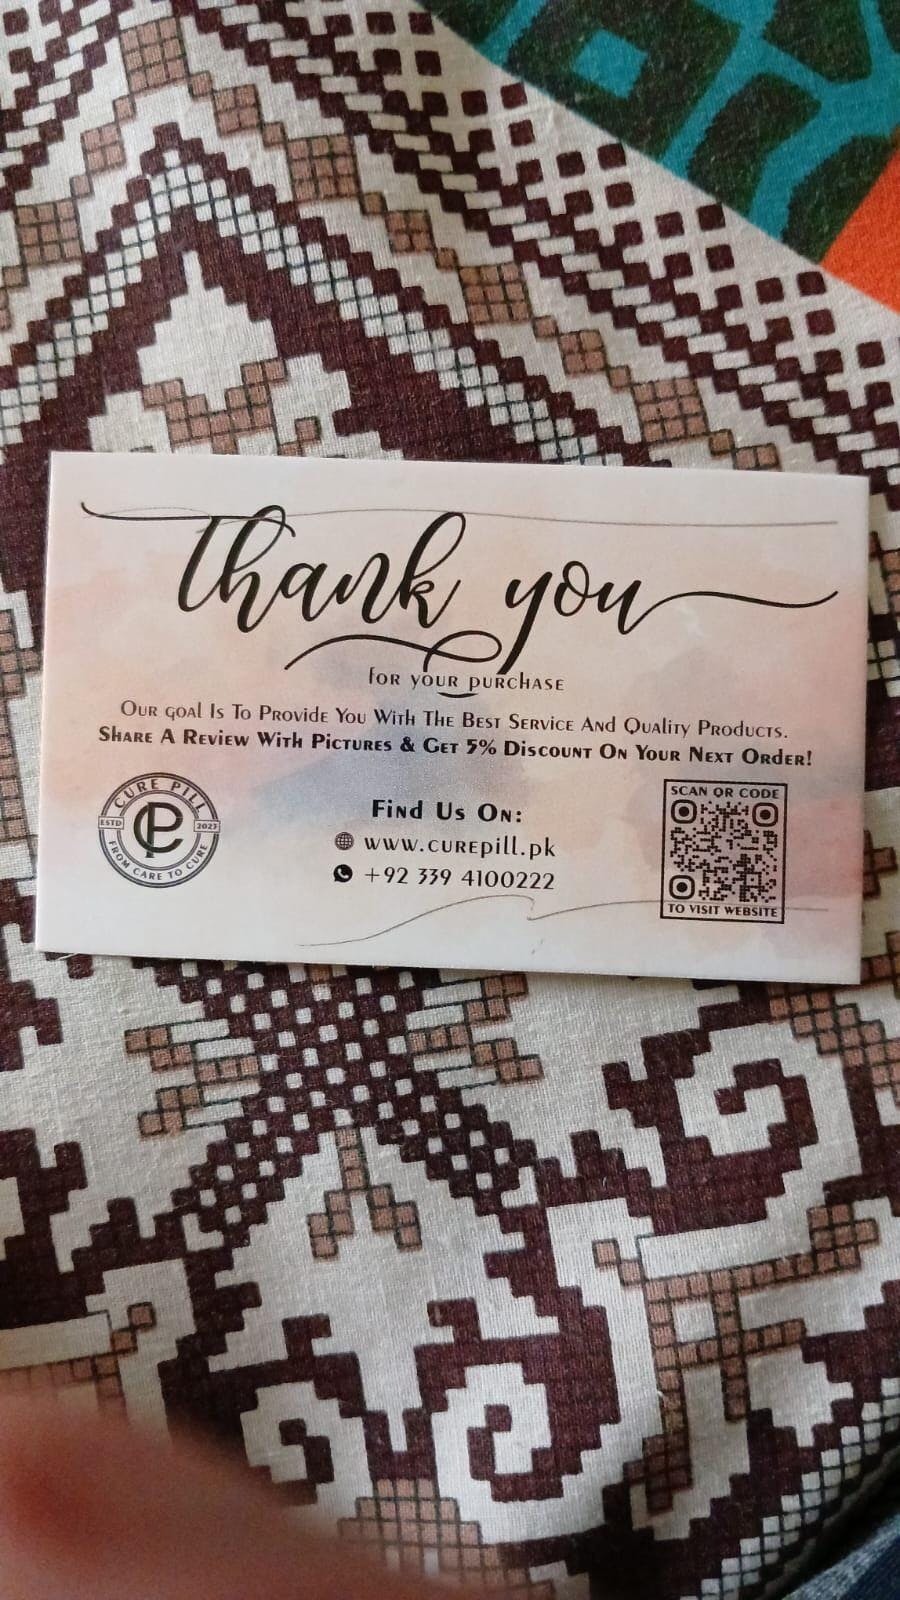 thank you
for your purchase
Our goal Is To Provide You With The Best Service And Quality Products.
Share A Review With Pictures & Get 5% Discount On Your Next Order!
CURE PILL
ESTD 2023
FROM CARE TO CURE
Find Us On:
www.curepill.pk
+92 339 4100222
SCAN QR CODE
TO VISIT WEBSITE